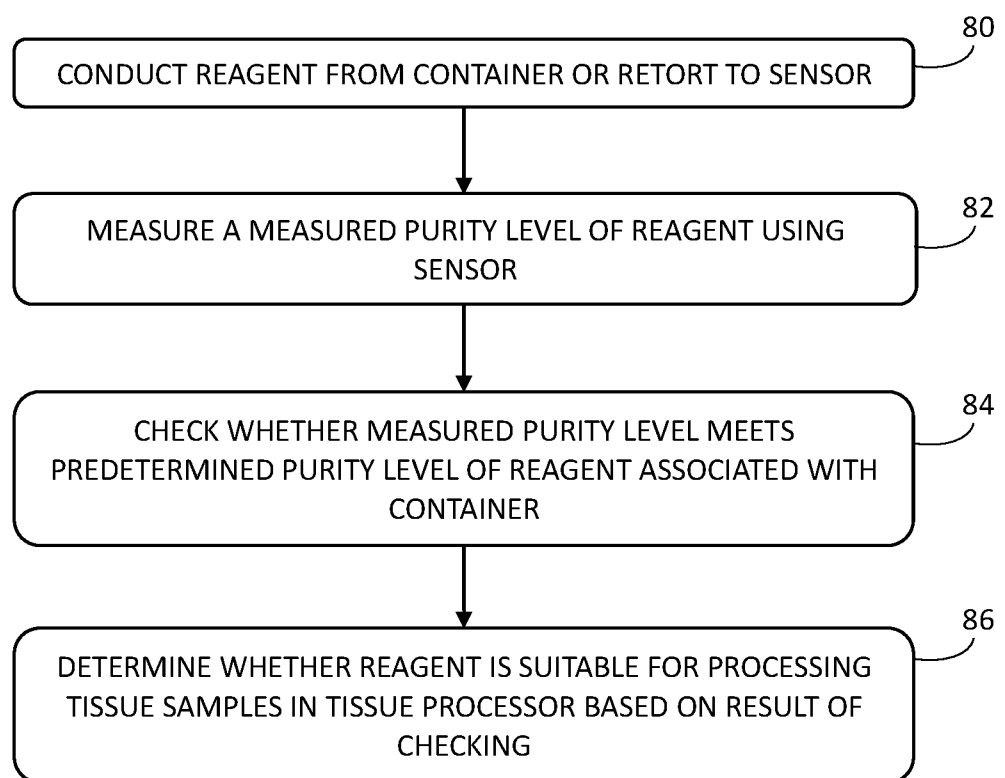 80
CONDUCT REAGENT FROM CONTAINER OR RETORT TO SENSOR
82
MEASURE A MEASURED PURITY LEVEL OF REAGENT USING
SENSOR
84
CHECK WHETHER MEASURED PURITY LEVEL MEETS
PREDETERMINED PURITY LEVEL OF REAGENT ASSOCIATED WITH
CONTAINER
86
DETERMINE WHETHER REAGENT IS SUITABLE FOR PROCESSING
TISSUE SAMPLES IN TISSUE PROCESSOR BASED ON RESULT OF
CHECKING